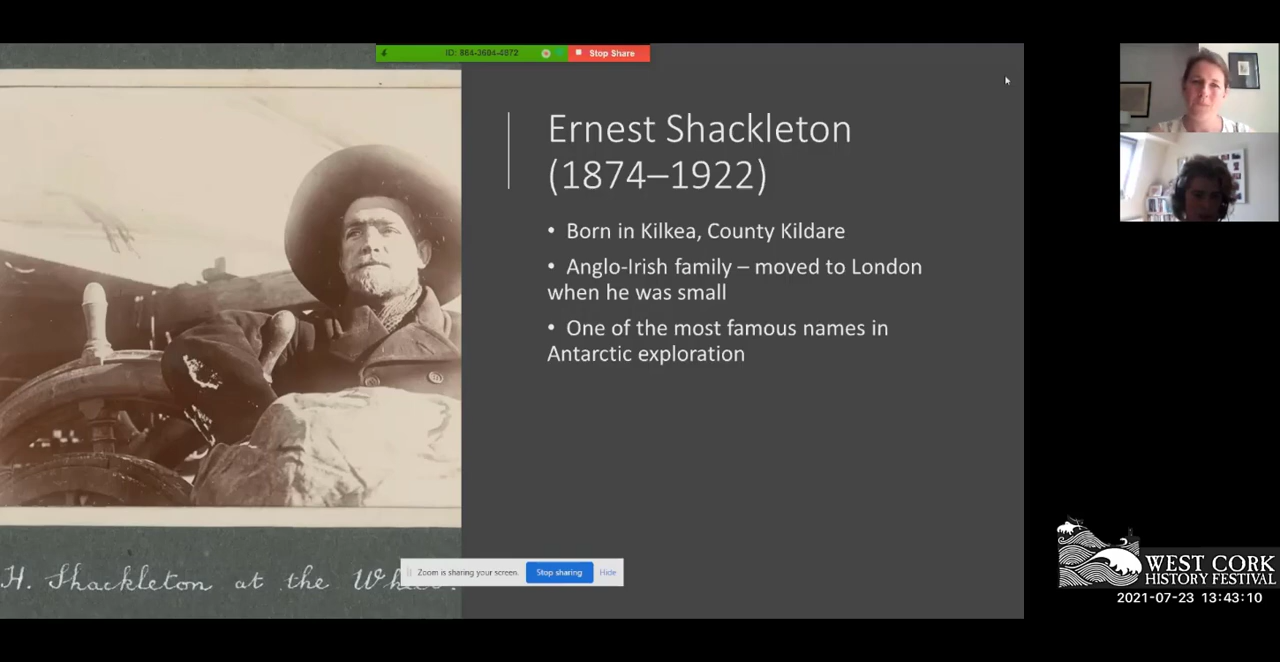 ID: 864-3604-4972
Stop Share
Ernest Shackleton
(1874–1922)
• Born in Kilkea, County Kildare
• Anglo-Irish family – moved to London
when he was small
• One of the most famous names in
Antarctic exploration
H. Shackleton at the
Zoom is sharing your screen.
Stop sharing
Hide
WEST CORK
HISTORY FESTIVAL
2021-07-23 13:43:10